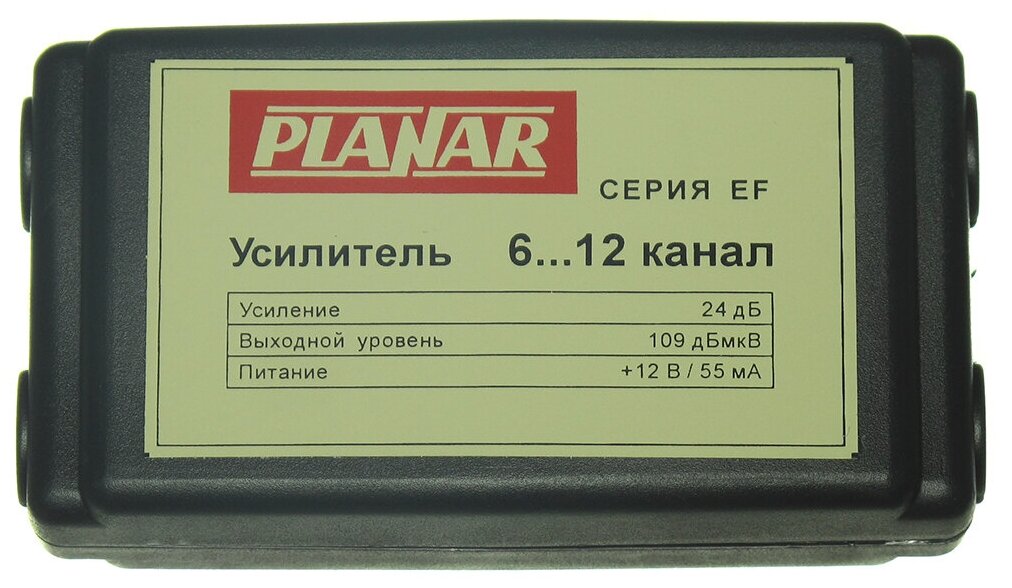 PLANAR
СЕРИЯ EF
Усилитель 6...12 канал
Усиление 24 дБ
Выходной уровень 109 дБмкВ
Питание +12 В / 55 мА